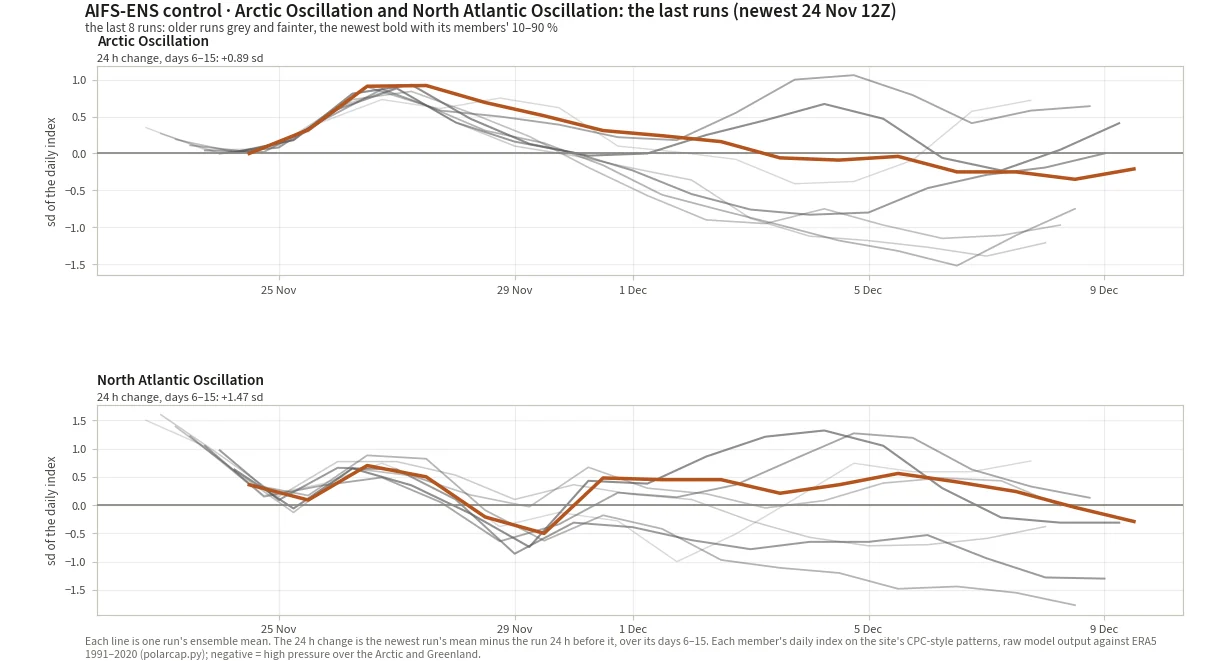 AIFS-ENS control · Arctic Oscillation and North Atlantic Oscillation: the last runs (newest 24 Nov 12Z)
the last 8 runs: older runs grey and fainter, the newest bold with its members' 10–90 %
Arctic Oscillation
24 h change, days 6–15: +0.89 sd
sd of the daily index
1.0
0.5
0.0
−0.5
−1.0
−1.5
25 Nov
29 Nov
1 Dec
5 Dec
9 Dec
North Atlantic Oscillation
24 h change, days 6–15: +1.47 sd
sd of the daily index
1.5
1.0
0.5
0.0
−0.5
−1.0
−1.5
25 Nov
29 Nov
1 Dec
5 Dec
9 Dec
Each line is one run's ensemble mean. The 24 h change is the newest run's mean minus the run 24 h before it, over its days 6–15. Each member's daily index on the site's CPC-style patterns, raw model output against ERA5
1991–2020 (polarcap.py); negative = high pressure over the Arctic and Greenland.